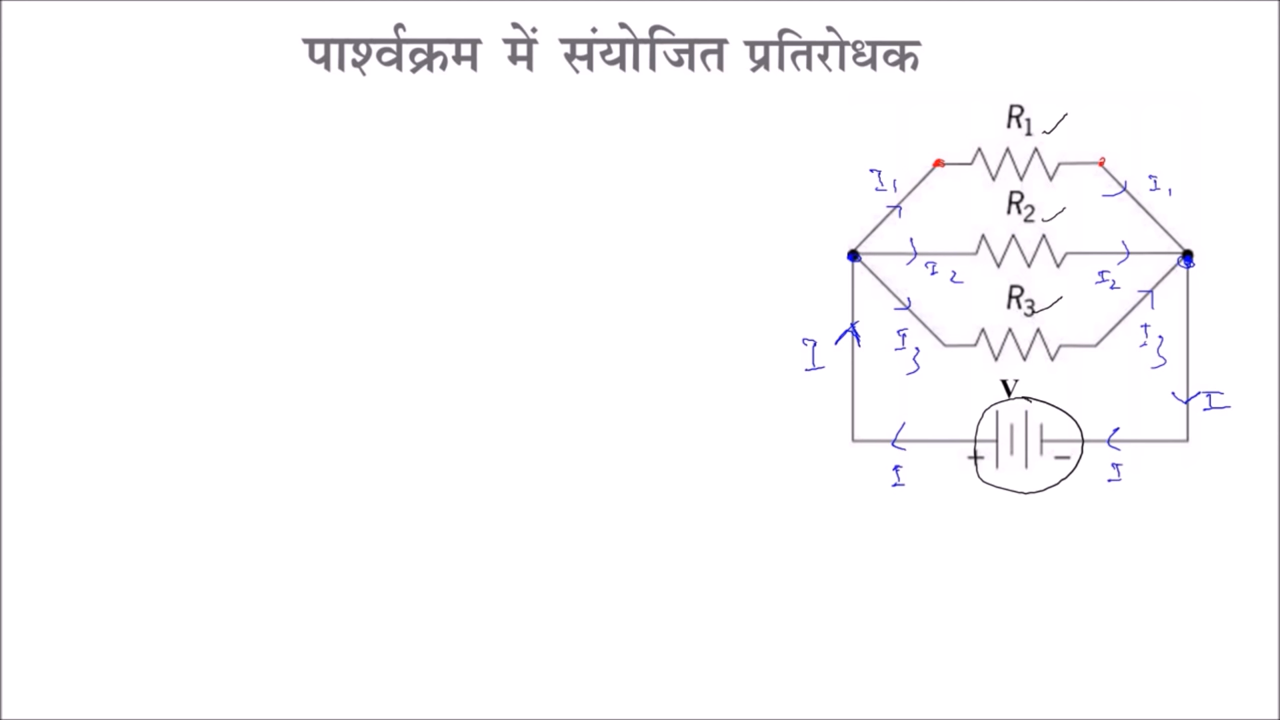 पार्श्वक्रम में संयोजित प्रतिरोधक
R₁
I₁ I₁
R₂
I₂ I₂
R₃
I I₃ I₃
V
I
+ −
I I